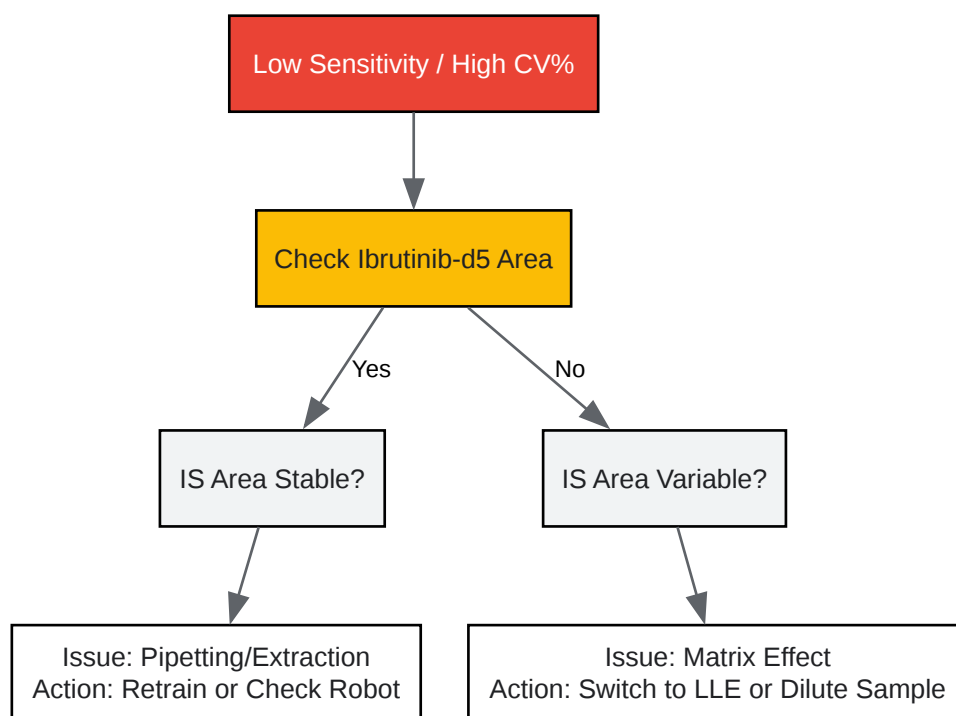 Low Sensitivity / High CV%
Check Ibrutinib-d5 Area
Yes
No
IS Area Stable?
IS Area Variable?
Issue: Pipetting/Extraction
Action: Retrain or Check Robot
Issue: Matrix Effect
Action: Switch to LLE or Dilute Sample